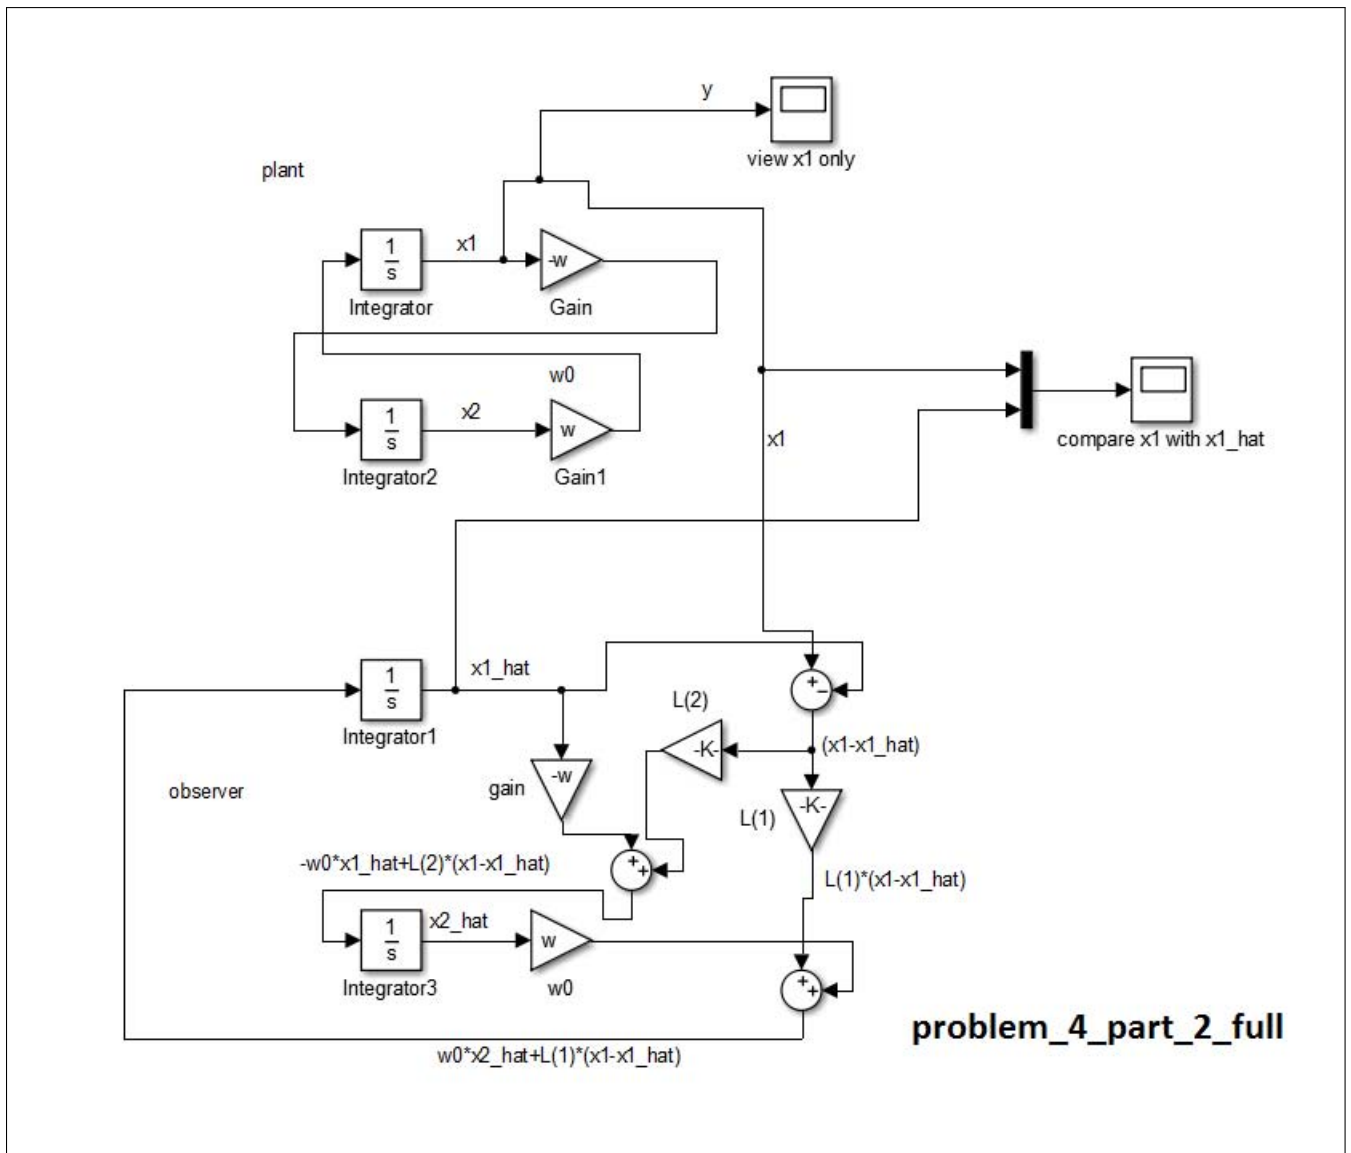 y
view x1 only
plant
1
s
x1
-w
Integrator
Gain
w0
1
s
x2
w
Integrator2
Gain1
x1
compare x1 with x1_hat
1
s
x1_hat
Integrator1
+
−
L(2)
-K-
(x1-x1_hat)
observer
gain
-w
L(1)
-K-
-w0*x1_hat+L(2)*(x1-x1_hat)
+
+
L(1)*(x1-x1_hat)
1
s
x2_hat
w
Integrator3
w0
+
+
problem_4_part_2_full
w0*x2_hat+L(1)*(x1-x1_hat)